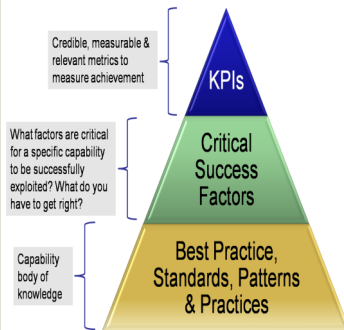 Credible, measurable &
relevant metrics to
measure achievement
KPIs
What factors are critical
for a specific capability
to be successfully
exploited? What do you
have to get right?
Critical
Success
Factors
Capability
body of
knowledge
Best Practice,
Standards, Patterns
& Practices